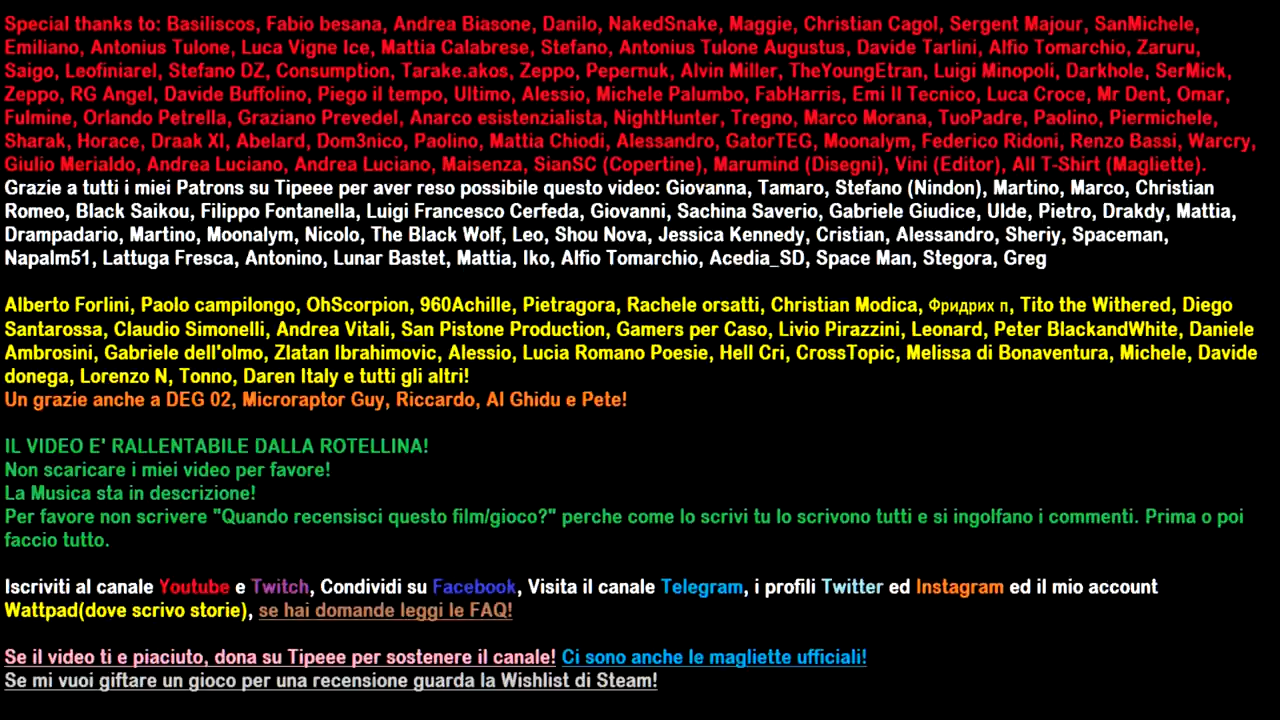 Special thanks to: Basiliscos, Fabio besana, Andrea Biasone, Danilo, NakedSnake, Maggie, Christian Cagol, Sergent Majour, SanMichele,
Emiliano, Antonius Tulone, Luca Vigne Ice, Mattia Calabrese, Stefano, Antonius Tulone Augustus, Davide Tarlini, Alfio Tomarchio, Zaruru,
Saigo, Leofiniarel, Stefano DZ, Consumption, Tarake.akos, Zeppo, Pepernuk, Alvin Miller, TheYoungEtran, Luigi Minopoli, Darkhole, SerMick,
Zeppo, RG Angel, Davide Buffolino, Piego il tempo, Ultimo, Alessio, Michele Palumbo, FabHarris, Emi Il Tecnico, Luca Croce, Mr Dent, Omar,
Fulmine, Orlando Petrella, Graziano Prevedel, Anarco esistenzialista, NightHunter, Tregno, Marco Morana, TuoPadre, Paolino, Piermichele,
Sharak, Horace, Draak XI, Abelard, Dom3nico, Paolino, Mattia Chiodi, Alessandro, GatorTEG, Moonalym, Federico Ridoni, Renzo Bassi, Warcry,
Giulio Merialdo, Andrea Luciano, Andrea Luciano, Maisenza, SianSC (Copertine), Marumind (Disegni), Vini (Editor), All T-Shirt (Magliette).
Grazie a tutti i miei Patrons su Tipeee per aver reso possibile questo video: Giovanna, Tamaro, Stefano (Nindon), Martino, Marco, Christian
Romeo, Black Saikou, Filippo Fontanella, Luigi Francesco Cerfeda, Giovanni, Sachina Saverio, Gabriele Giudice, Ulde, Pietro, Drakdy, Mattia,
Drampadario, Martino, Moonalym, Nicolo, The Black Wolf, Leo, Shou Nova, Jessica Kennedy, Cristian, Alessandro, Sheriy, Spaceman,
Napalm51, Lattuga Fresca, Antonino, Lunar Bastet, Mattia, Iko, Alfio Tomarchio, Acedia_SD, Space Man, Stegora, Greg
Alberto Forlini, Paolo campilongo, OhScorpion, 960Achille, Pietragora, Rachele orsatti, Christian Modica, Фридрих п, Tito the Withered, Diego
Santarossa, Claudio Simonelli, Andrea Vitali, San Pistone Production, Gamers per Caso, Livio Pirazzini, Leonard, Peter BlackandWhite, Daniele
Ambrosini, Gabriele dell'olmo, Zlatan Ibrahimovic, Alessio, Lucia Romano Poesie, Hell Cri, CrossTopic, Melissa di Bonaventura, Michele, Davide
donega, Lorenzo N, Tonno, Daren Italy e tutti gli altri!
Un grazie anche a DEG 02, Microraptor Guy, Riccardo, Al Ghidu e Pete!
IL VIDEO E' RALLENTABILE DALLA ROTELLINA!
Non scaricare i miei video per favore!
La Musica sta in descrizione!
Per favore non scrivere "Quando recensisci questo film/gioco?" perche come lo scrivi tu lo scrivono tutti e si ingolfano i commenti. Prima o poi
faccio tutto.
Iscriviti al canale Youtube e Twitch, Condividi su Facebook, Visita il canale Telegram, i profili Twitter ed Instagram ed il mio account
Wattpad(dove scrivo storie), se hai domande leggi le FAQ!
Se il video ti e piaciuto, dona su Tipeee per sostenere il canale! Ci sono anche le magliette ufficiali!
Se mi vuoi giftare un gioco per una recensione guarda la Wishlist di Steam!